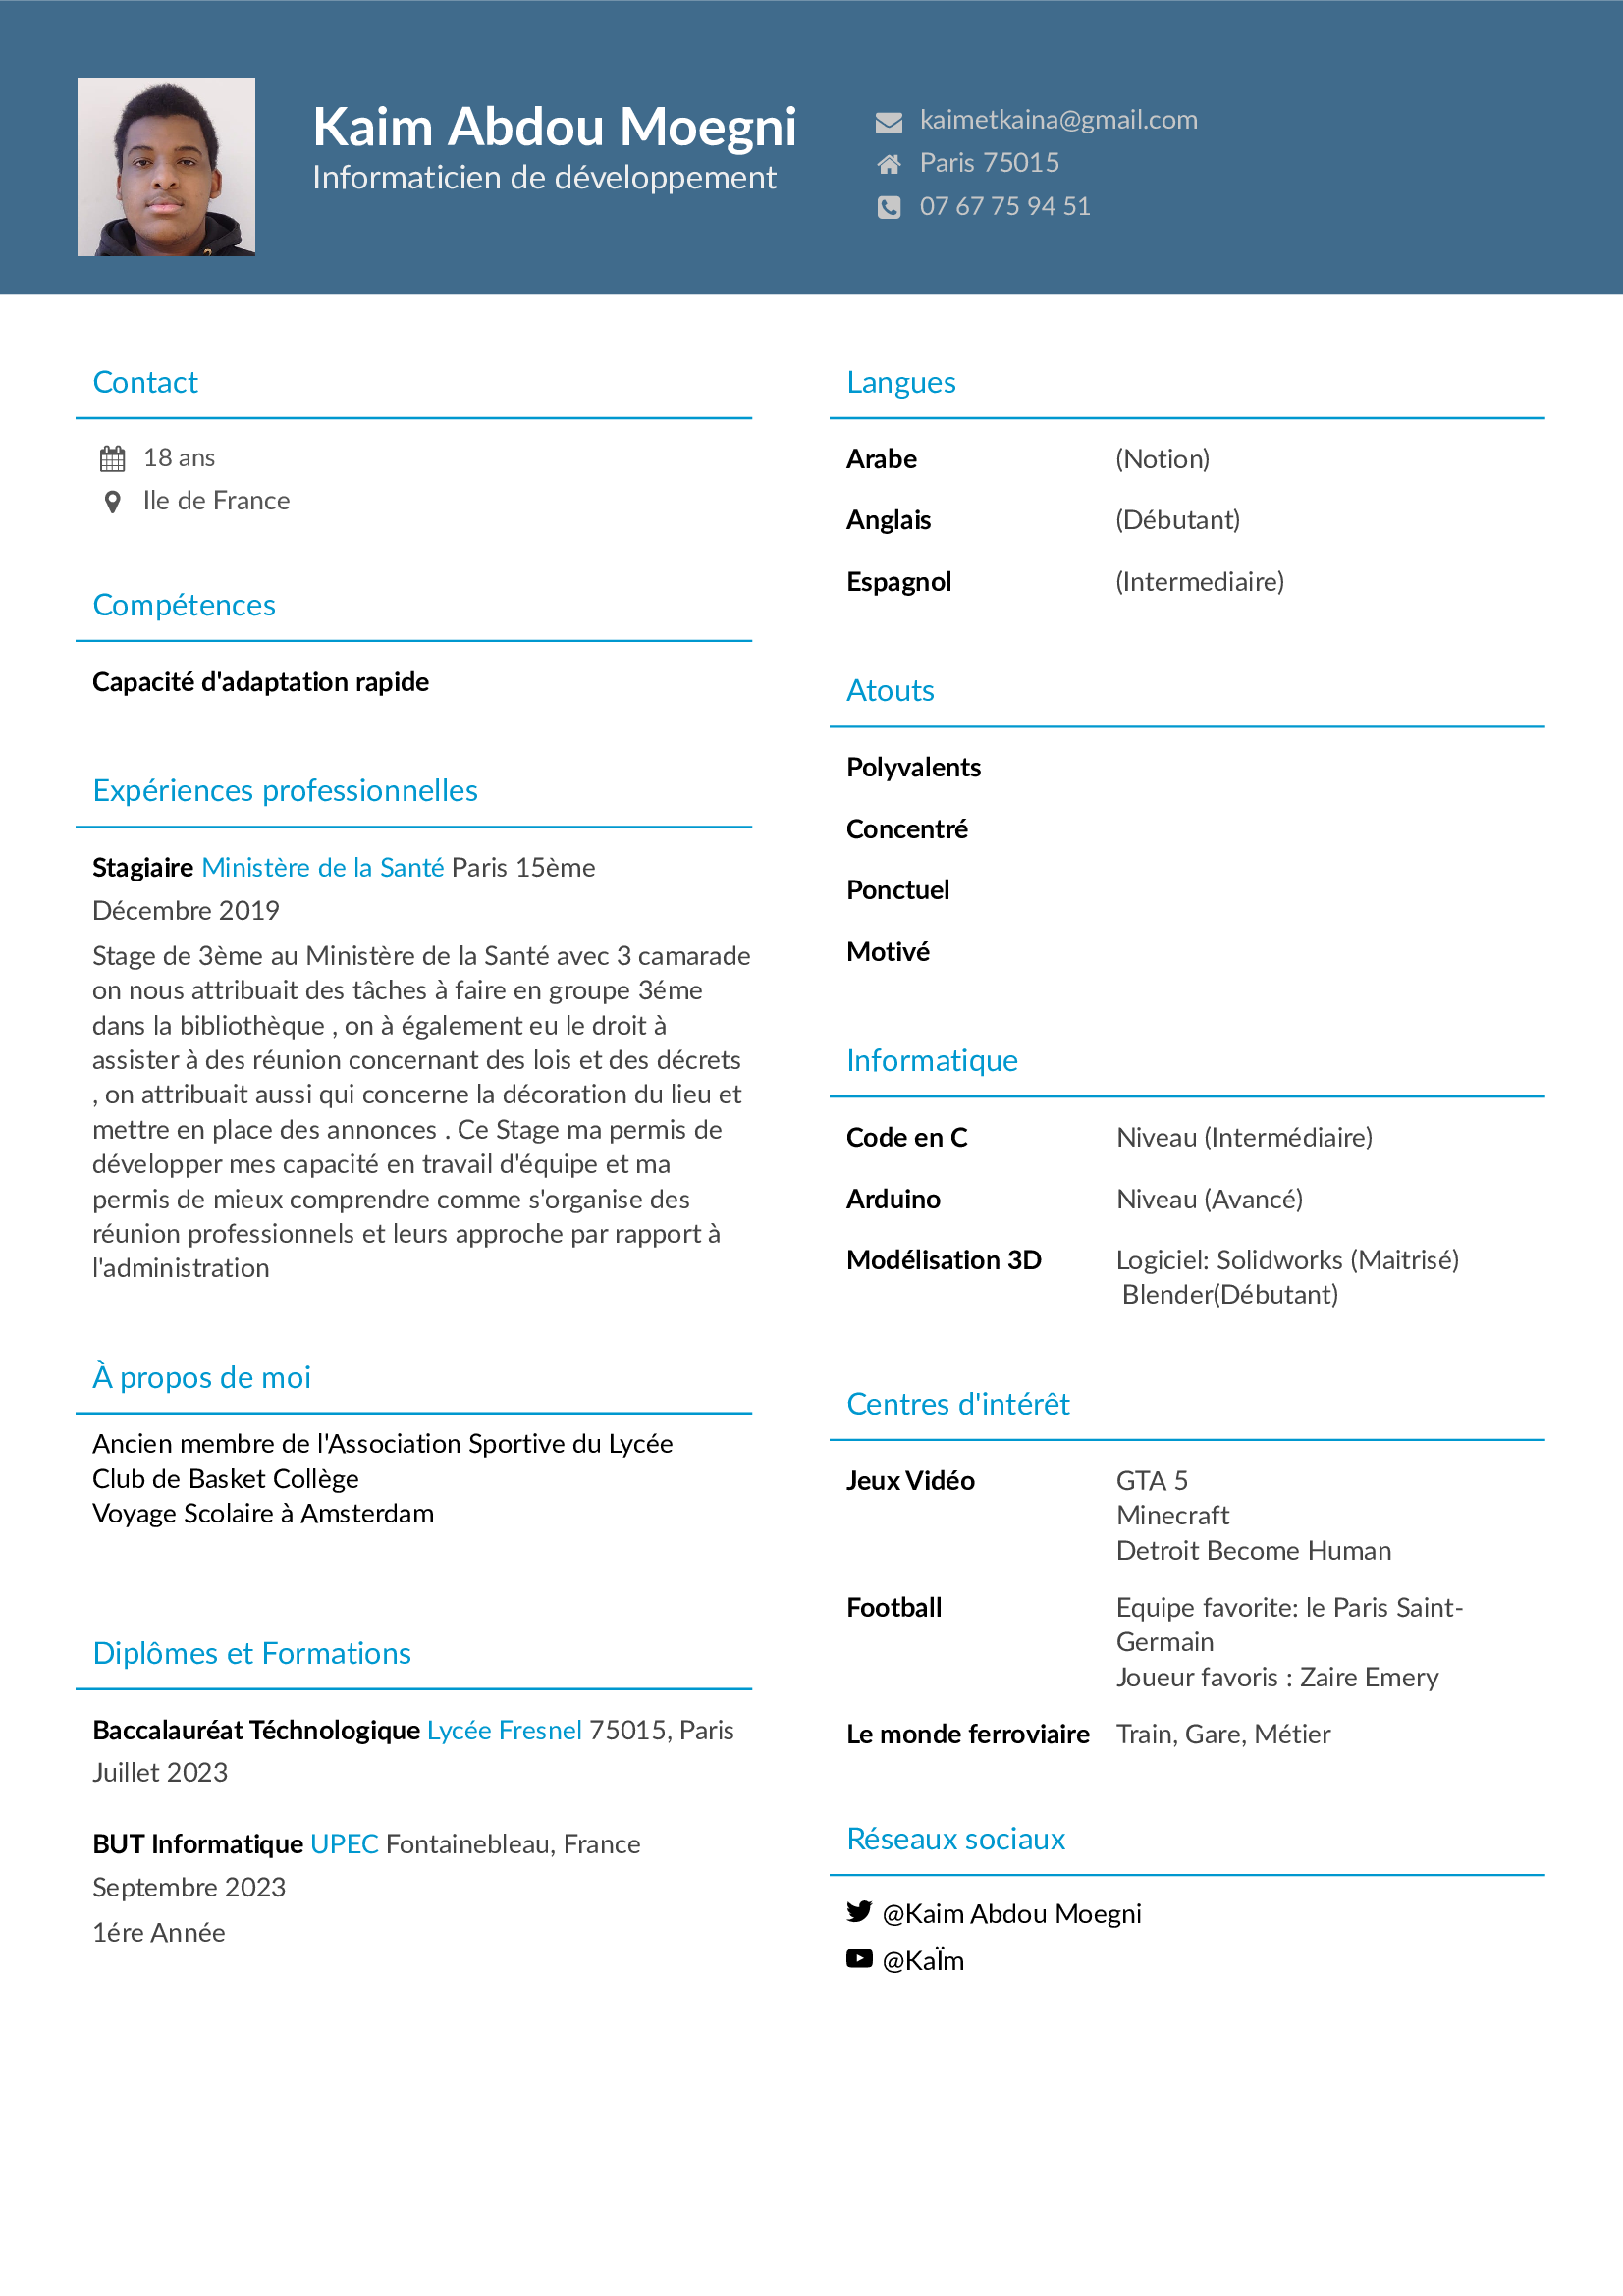 Kaim Abdou Moegni
Informaticien de développement
kaimetkaina@gmail.com
Paris 75015
07 67 75 94 51
Contact
18 ans
Ile de France
Compétences
Capacité d'adaptation rapide
Expériences professionnelles
Stagiaire Ministère de la Santé Paris 15ème
Décembre 2019
Stage de 3ème au Ministère de la Santé avec 3 camarade
on nous attribuait des tâches à faire en groupe 3éme
dans la bibliothèque , on à également eu le droit à
assister à des réunion concernant des lois et des décrets
, on attribuait aussi qui concerne la décoration du lieu et
mettre en place des annonces . Ce Stage ma permis de
développer mes capacité en travail d'équipe et ma
permis de mieux comprendre comme s'organise des
réunion professionnels et leurs approche par rapport à
l'administration
À propos de moi
Ancien membre de l'Association Sportive du Lycée
Club de Basket Collège
Voyage Scolaire à Amsterdam
Diplômes et Formations
Baccalauréat Téchnologique Lycée Fresnel 75015, Paris
Juillet 2023
BUT Informatique UPEC Fontainebleau, France
Septembre 2023
1ére Année
Langues
Arabe (Notion)
Anglais (Débutant)
Espagnol (Intermediaire)
Atouts
Polyvalents
Concentré
Ponctuel
Motivé
Informatique
Code en C Niveau (Intermédiaire)
Arduino Niveau (Avancé)
Modélisation 3D Logiciel: Solidworks (Maitrisé)
Blender(Débutant)
Centres d'intérêt
Jeux Vidéo GTA 5
Minecraft
Detroit Become Human
Football Equipe favorite: le Paris Saint-
Germain
Joueur favoris : Zaire Emery
Le monde ferroviaire Train, Gare, Métier
Réseaux sociaux
@Kaim Abdou Moegni
@KaÏm